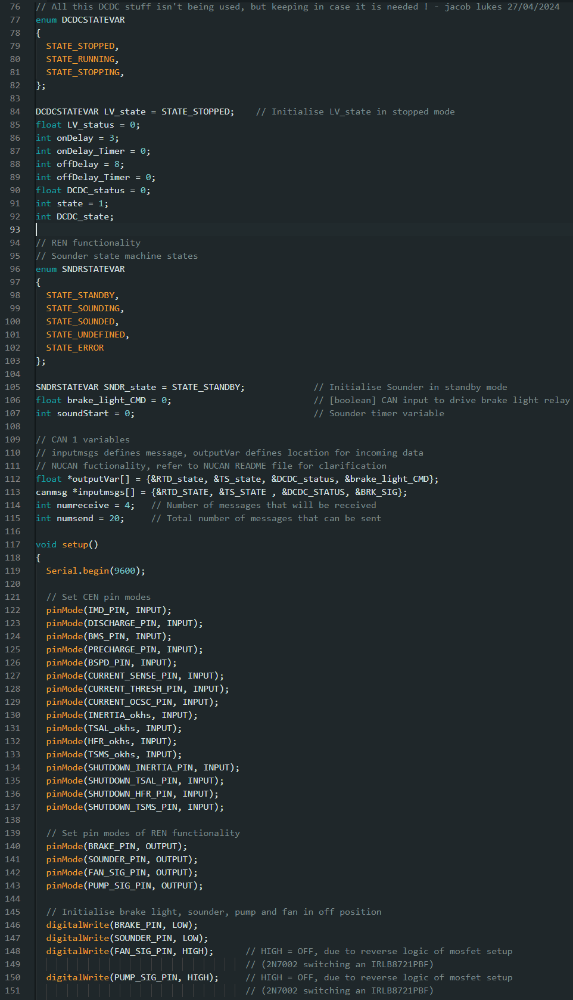 76 // All this DCDC stuff isn't being used, but keeping in case it is needed ! - jacob lukes 27/04/2024
77 enum DCDCSTATEVAR
78 {
79 STATE_STOPPED,
80 STATE_RUNNING,
81 STATE_STOPPING,
82 };
83
84 DCDCSTATEVAR LV_state = STATE_STOPPED; // Initialise LV_state in stopped mode
85 float LV_status = 0;
86 int onDelay = 3;
87 int onDelay_Timer = 0;
88 int offDelay = 8;
89 int offDelay_Timer = 0;
90 float DCDC_status = 0;
91 int state = 1;
92 int DCDC_state;
93
94 // REN functionality
95 // Sounder state machine states
96 enum SNDRSTATEVAR
97 {
98 STATE_STANDBY,
99 STATE_SOUNDING,
100 STATE_SOUNDED,
101 STATE_UNDEFINED,
102 STATE_ERROR
103 };
104
105 SNDRSTATEVAR SNDR_state = STATE_STANDBY; // Initialise Sounder in standby mode
106 float brake_light_CMD = 0; // [boolean] CAN input to drive brake light relay
107 int soundStart = 0; // Sounder timer variable
108
109 // CAN 1 variables
110 // inputmsgs defines message, outputVar defines location for incoming data
111 // NUCAN fuctionality, refer to NUCAN README file for clarification
112 float *outputVar[] = {&RTD_state, &TS_state, &DCDC_status, &brake_light_CMD};
113 canmsg *inputmsgs[] = {&RTD_STATE, &TS_STATE , &DCDC_STATUS, &BRK_SIG};
114 int numreceive = 4; // Number of messages that will be received
115 int numsend = 20; // Total number of messages that can be sent
116
117 void setup()
118 {
119 Serial.begin(9600);
120
121 // Set CEN pin modes
122 pinMode(IMD_PIN, INPUT);
123 pinMode(DISCHARGE_PIN, INPUT);
124 pinMode(BMS_PIN, INPUT);
125 pinMode(PRECHARGE_PIN, INPUT);
126 pinMode(BSPD_PIN, INPUT);
127 pinMode(CURRENT_SENSE_PIN, INPUT);
128 pinMode(CURRENT_THRESH_PIN, INPUT);
129 pinMode(CURRENT_OCSC_PIN, INPUT);
130 pinMode(INERTIA_okhs, INPUT);
131 pinMode(TSAL_okhs, INPUT);
132 pinMode(HFR_okhs, INPUT);
133 pinMode(TSMS_okhs, INPUT);
134 pinMode(SHUTDOWN_INERTIA_PIN, INPUT);
135 pinMode(SHUTDOWN_TSAL_PIN, INPUT);
136 pinMode(SHUTDOWN_HFR_PIN, INPUT);
137 pinMode(SHUTDOWN_TSMS_PIN, INPUT);
138
139 // Set pin modes of REN functionality
140 pinMode(BRAKE_PIN, OUTPUT);
141 pinMode(SOUNDER_PIN, OUTPUT);
142 pinMode(FAN_SIG_PIN, OUTPUT);
143 pinMode(PUMP_SIG_PIN, OUTPUT);
144
145 // Initialise brake light, sounder, pump and fan in off position
146 digitalWrite(BRAKE_PIN, LOW);
147 digitalWrite(SOUNDER_PIN, LOW);
148 digitalWrite(FAN_SIG_PIN, HIGH); // HIGH = OFF, due to reverse logic of mosfet setup
149 // (2N7002 switching an IRLB8721PBF)
150 digitalWrite(PUMP_SIG_PIN, HIGH); // HIGH = OFF, due to reverse logic of mosfet setup
151 // (2N7002 switching an IRLB8721PBF)